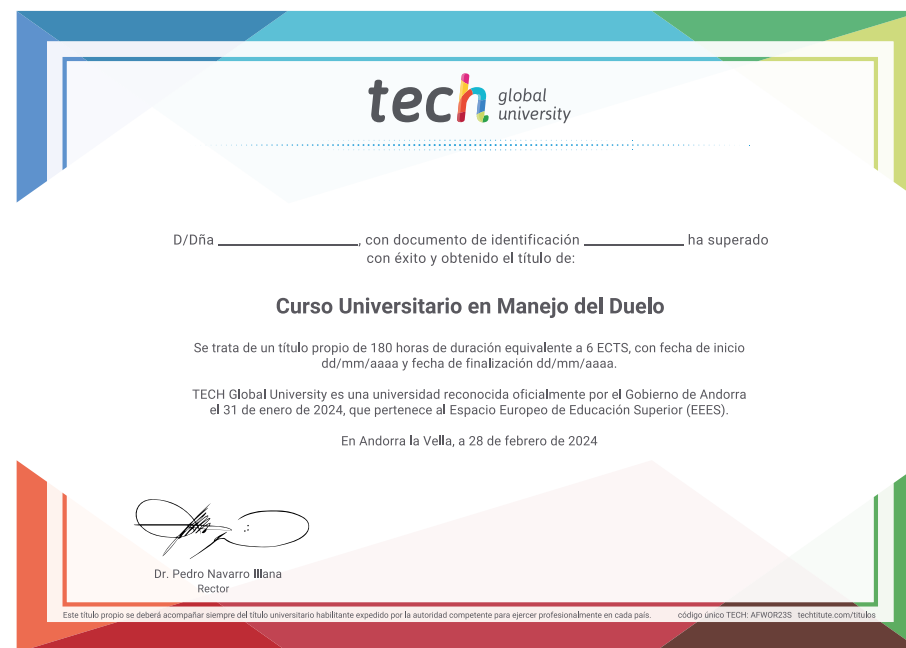 tech global university
D/Dña ____________________, con documento de identificación ______________ ha superado
con éxito y obtenido el título de:
Curso Universitario en Manejo del Duelo
Se trata de un título propio de 180 horas de duración equivalente a 6 ECTS, con fecha de inicio
dd/mm/aaaa y fecha de finalización dd/mm/aaaa.
TECH Global University es una universidad reconocida oficialmente por el Gobierno de Andorra
el 31 de enero de 2024, que pertenece al Espacio Europeo de Educación Superior (EEES).
En Andorra la Vella, a 28 de febrero de 2024
Dr. Pedro Navarro Illana
Rector
Este título propio se deberá acompañar siempre del título universitario habilitante expedido por la autoridad competente para ejercer profesionalmente en cada país. código único TECH: AFWOR23S techtitute.com/titulos